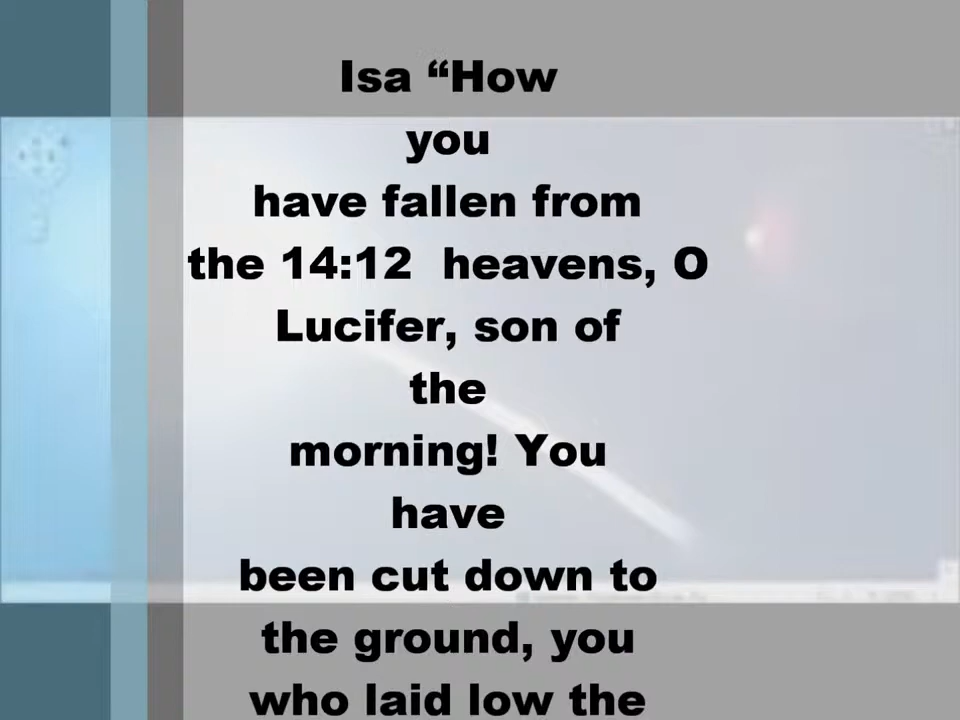 Isa “How
you
have fallen from
the 14:12  heavens, O
Lucifer, son of
the
morning! You
have
been cut down to
the ground, you
who laid low the